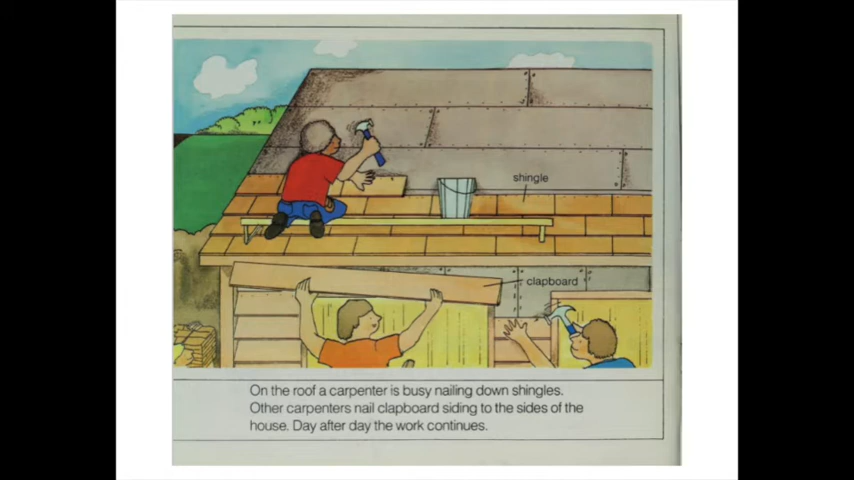 shingle
clapboard
On the roof a carpenter is busy nailing down shingles.
Other carpenters nail clapboard siding to the sides of the
house. Day after day the work continues.